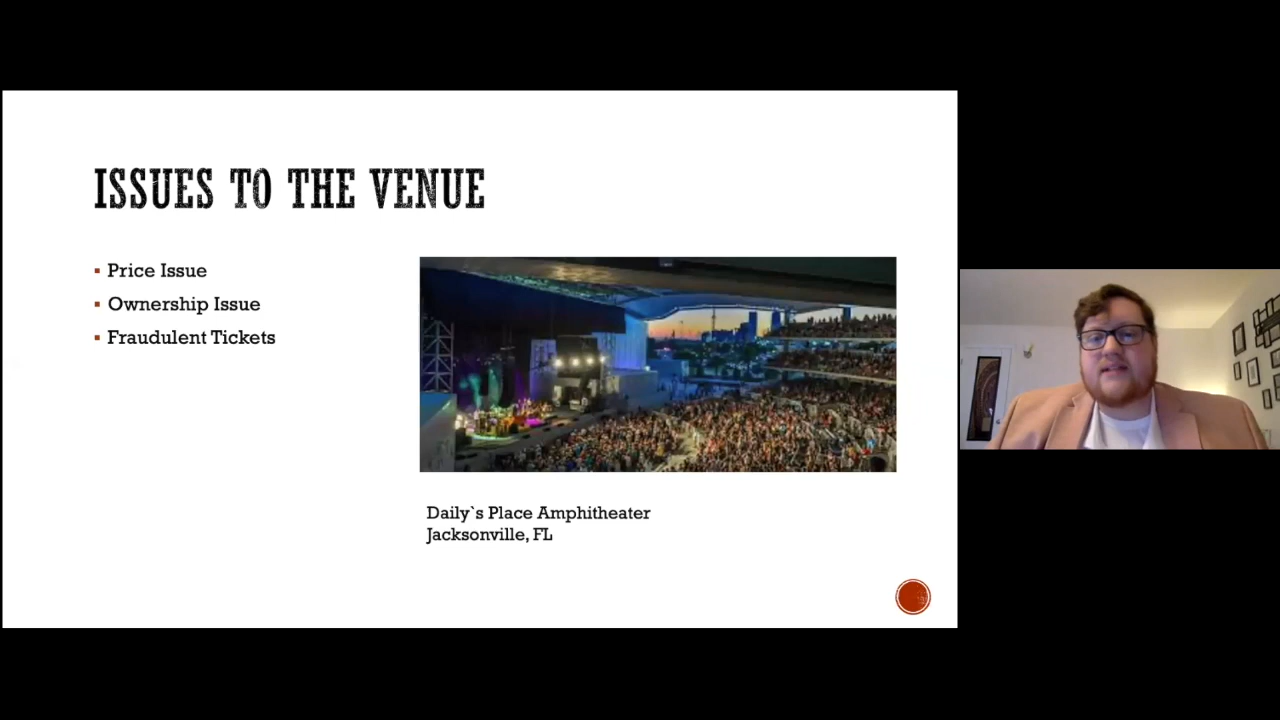 ISSUES TO THE VENUE
Price Issue
Ownership Issue
Fraudulent Tickets
Daily`s Place Amphitheater
Jacksonville, FL